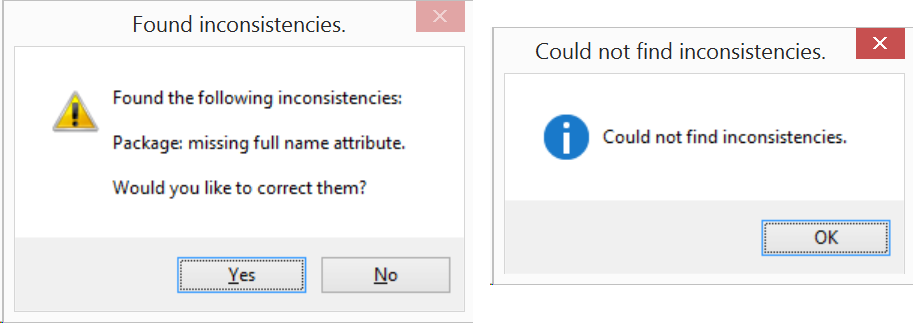 Found inconsistencies.
Found the following inconsistencies:
Package: missing full name attribute.
Would you like to correct them?
Yes
No
Could not find inconsistencies.
Could not find inconsistencies.
OK